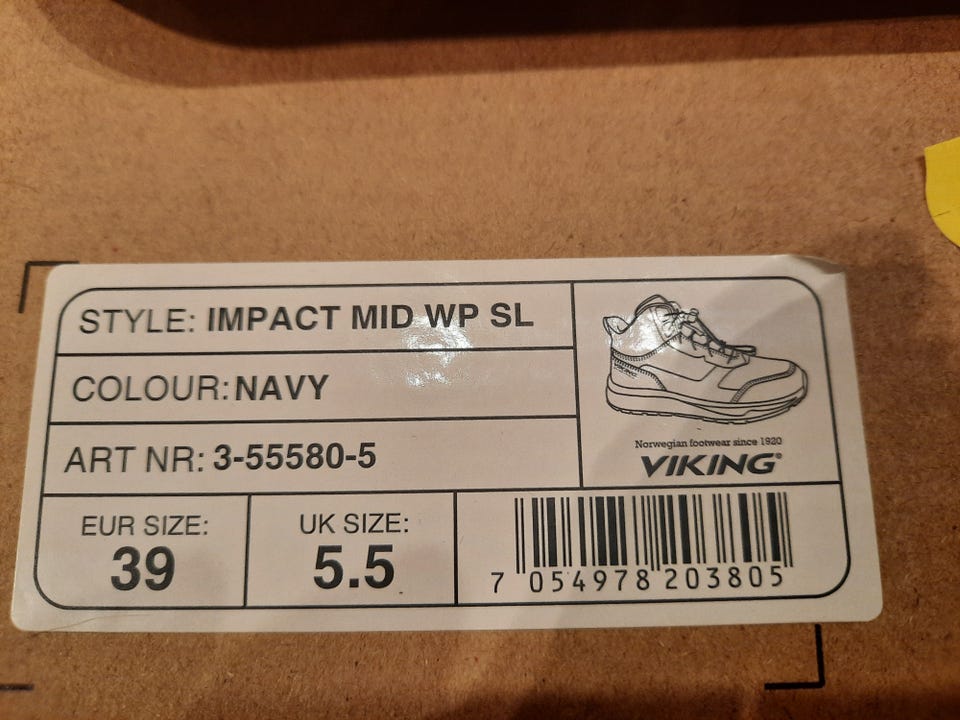 STYLE: IMPACT MID WP SL
COLOUR: NAVY
ART NR: 3-55580-5
Norwegian footwear since 1920
VIKING®
EUR SIZE:
39
UK SIZE:
5.5
7 054978 203805